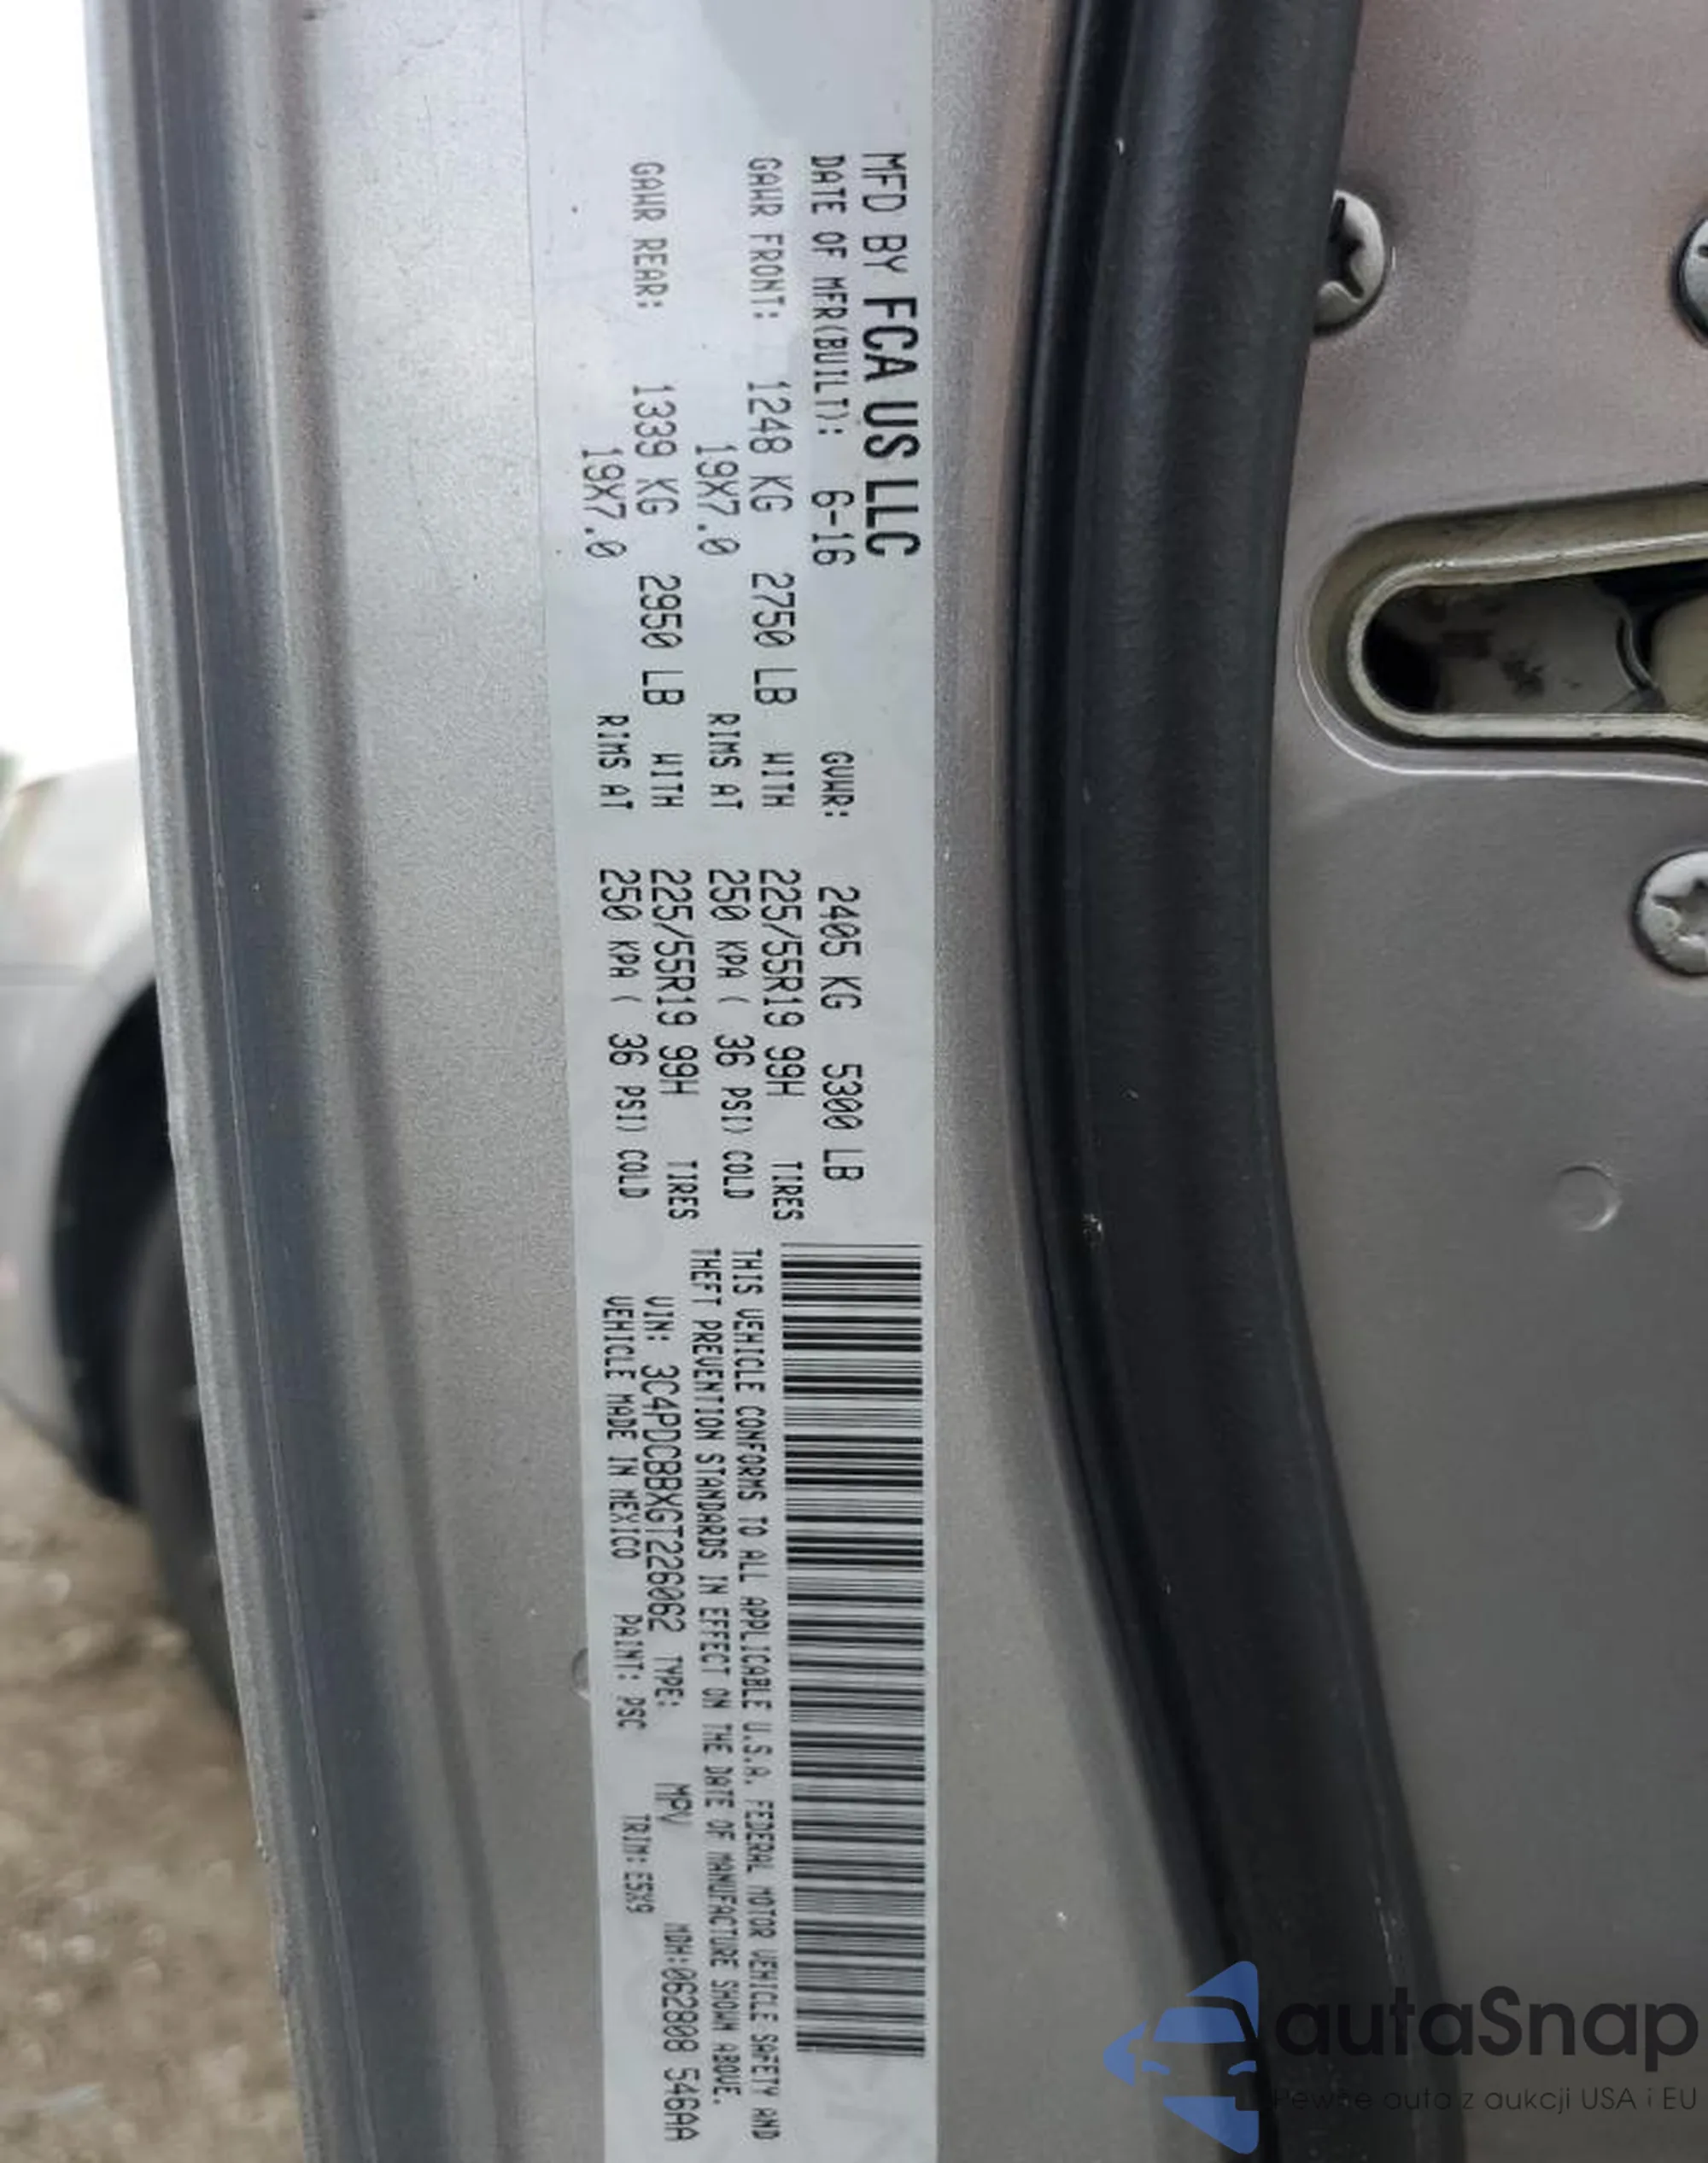 MFD BY FCA US LLC
DATE OF MFR(BUILT): 6-16 GVWR: 2405 KG 5300 LB
GAWR FRONT: 1248 KG 2750 LB WITH 225/55R19 99H TIRES
19X7.0 RIMS AT 250 KPA ( 36 PSI) COLD
GAWR REAR: 1339 KG 2950 LB WITH 225/55R19 99H TIRES
19X7.0 RIMS AT 250 KPA ( 36 PSI) COLD
THIS VEHICLE CONFORMS TO ALL APPLICABLE U.S.A. FEDERAL MOTOR VEHICLE SAFETY AND
THEFT PREVENTION STANDARDS IN EFFECT ON THE DATE OF MANUFACTURE SHOWN ABOVE.
VIN: 3C4PDCBBXGT226062 TYPE: MPV MDH:062808 546AA
VEHICLE MADE IN MEXICO PAINT: PSC TRIM: E5X9
autaSnap
Pewne auto z aukcji USA i EU